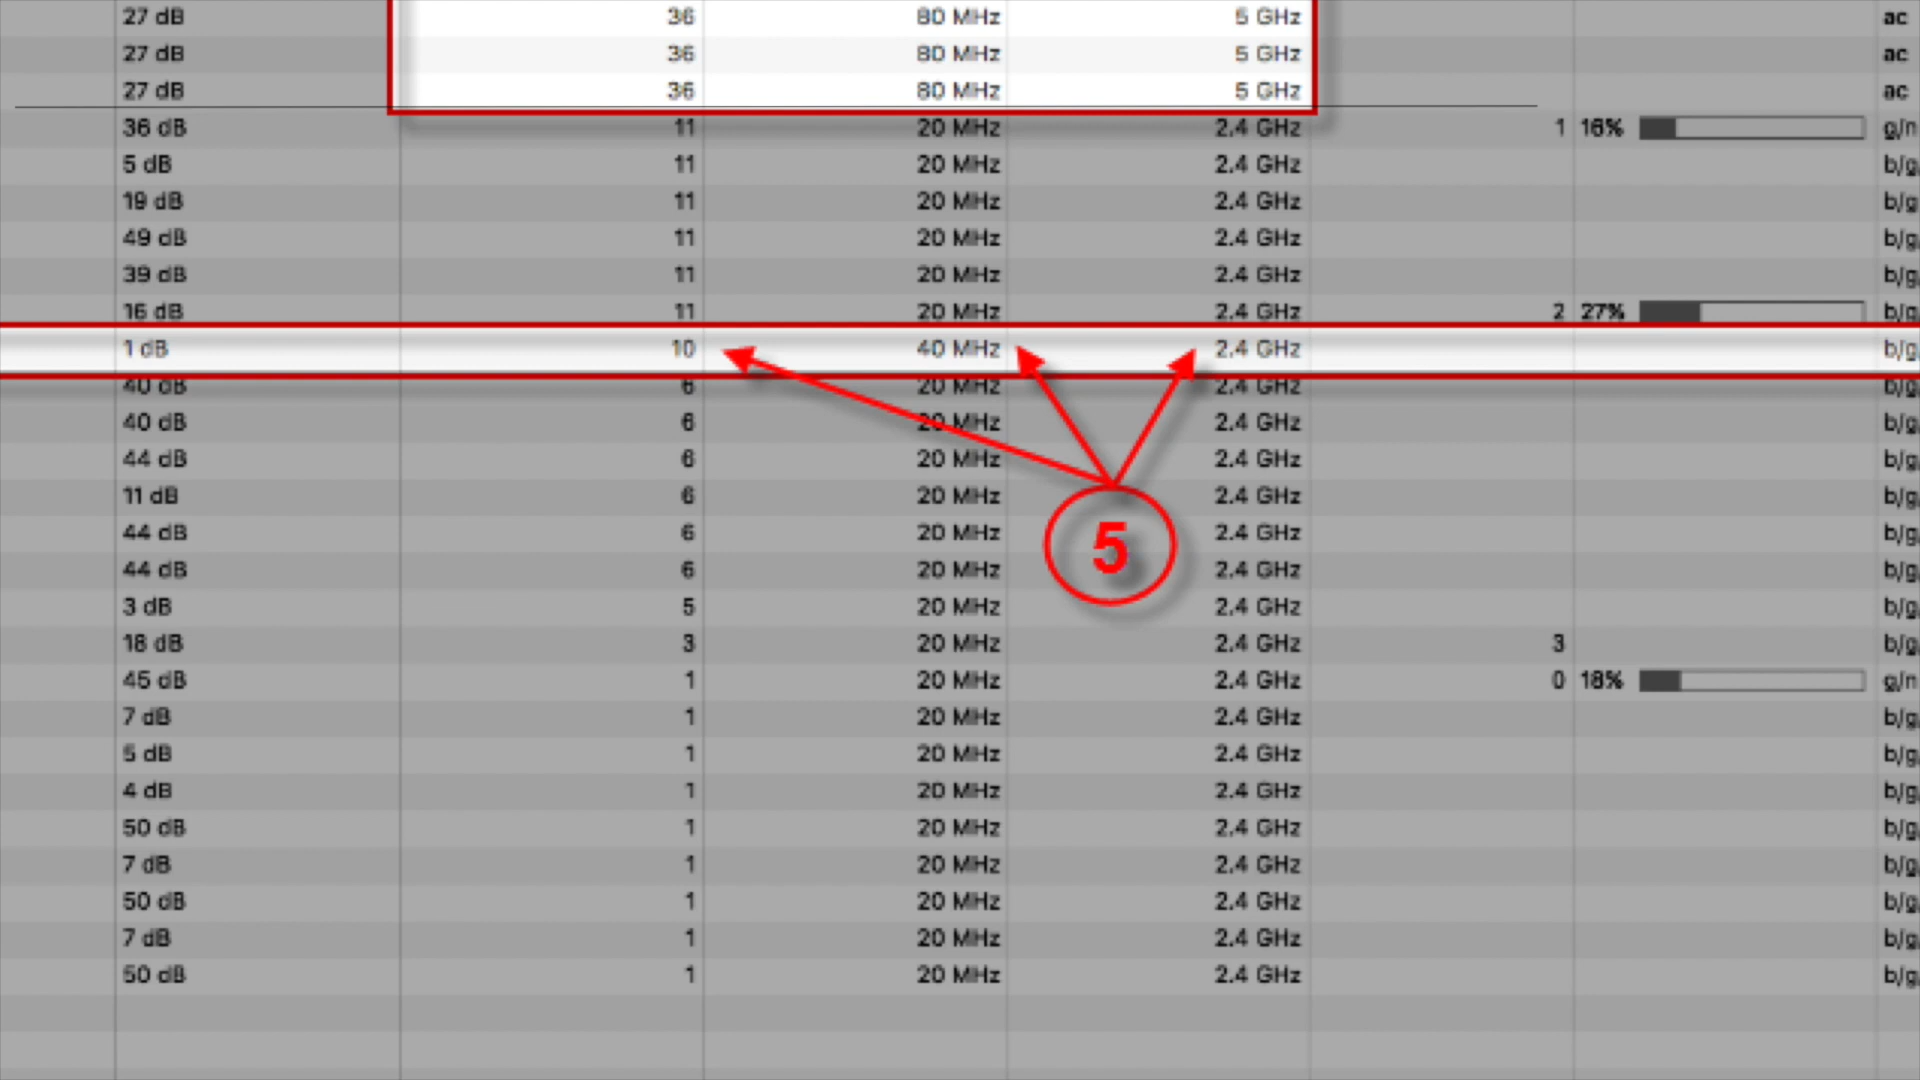 27 dB 36 80 MHz 5 GHz ac
27 dB 36 80 MHz 5 GHz ac
27 dB 36 80 MHz 5 GHz ac
36 dB 11 20 MHz 2.4 GHz 1 16% g/n
5 dB 11 20 MHz 2.4 GHz b/g
19 dB 11 20 MHz 2.4 GHz b/g
49 dB 11 20 MHz 2.4 GHz b/g
39 dB 11 20 MHz 2.4 GHz b/g
16 dB 11 20 MHz 2.4 GHz 2 27% b/g
1 dB 10 40 MHz 2.4 GHz b/g
40 dB 6 20 MHz 2.4 GHz b/g
40 dB 6 20 MHz 2.4 GHz b/g
44 dB 6 20 MHz 2.4 GHz b/g
11 dB 6 20 MHz 2.4 GHz b/g
44 dB 6 20 MHz 2.4 GHz b/g
5
44 dB 6 20 MHz 2.4 GHz b/g
3 dB 5 20 MHz 2.4 GHz b/g
18 dB 3 20 MHz 2.4 GHz 3 b/g
45 dB 1 20 MHz 2.4 GHz 0 18% g/n
7 dB 1 20 MHz 2.4 GHz b/g
5 dB 1 20 MHz 2.4 GHz b/g
4 dB 1 20 MHz 2.4 GHz b/g
50 dB 1 20 MHz 2.4 GHz b/g
7 dB 1 20 MHz 2.4 GHz b/g
50 dB 1 20 MHz 2.4 GHz b/g
7 dB 1 20 MHz 2.4 GHz b/g
50 dB 1 20 MHz 2.4 GHz b/g